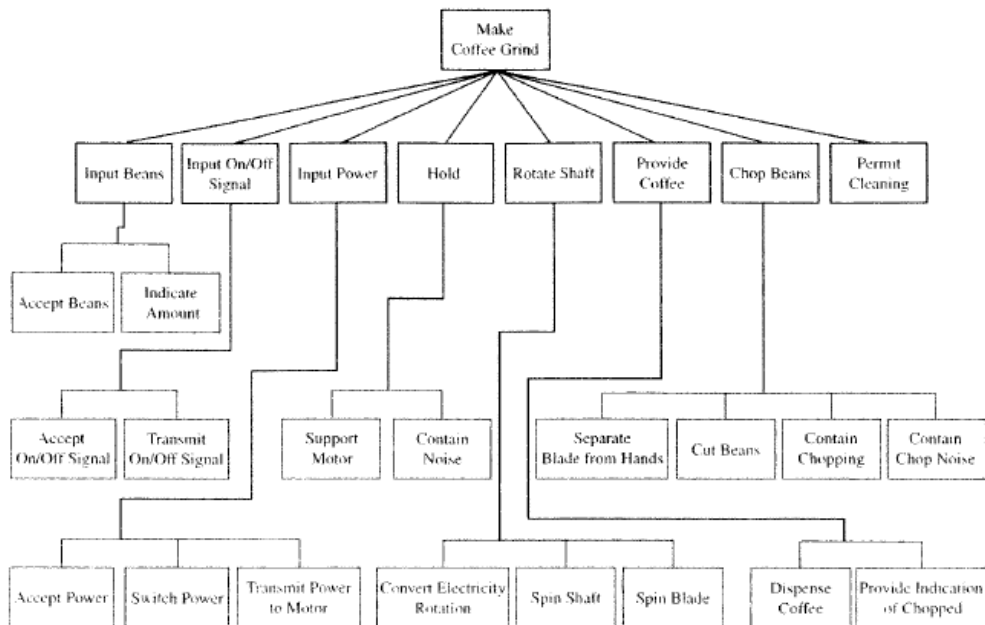 Make
Coffee Grind
Input Beans
Input On/Off
Signal
Input Power
Hold
Rotate Shaft
Provide
Coffee
Chop Beans
Permit
Cleaning
Accept Beans
Indicate
Amount
Accept
On/Off Signal
Transmit
On/Off Signal
Support
Motor
Contain
Noise
Separate
Blade from Hands
Cut Beans
Contain
Chopping
Contain
Chop Noise
Accept Power
Switch Power
Transmit Power
to Motor
Convert Electricity
Rotation
Spin Shaft
Spin Blade
Dispense
Coffee
Provide Indication
of Chopped